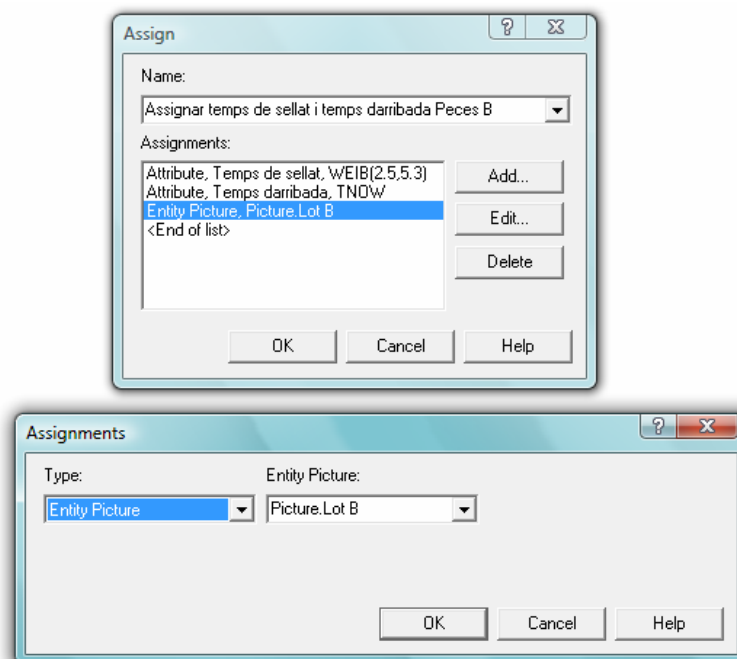 Assign
Name:
Assignar temps de sellat i temps darribada Peces B
Assignments:
Attribute, Temps de sellat, WEIB(2.5,5.3)
Attribute, Temps darribada, TNOW
Entity Picture, Picture.Lot B
<End of list>
Add...
Edit...
Delete
OK Cancel Help
Assignments
Type: Entity Picture:
Entity Picture Picture.Lot B
OK Cancel Help